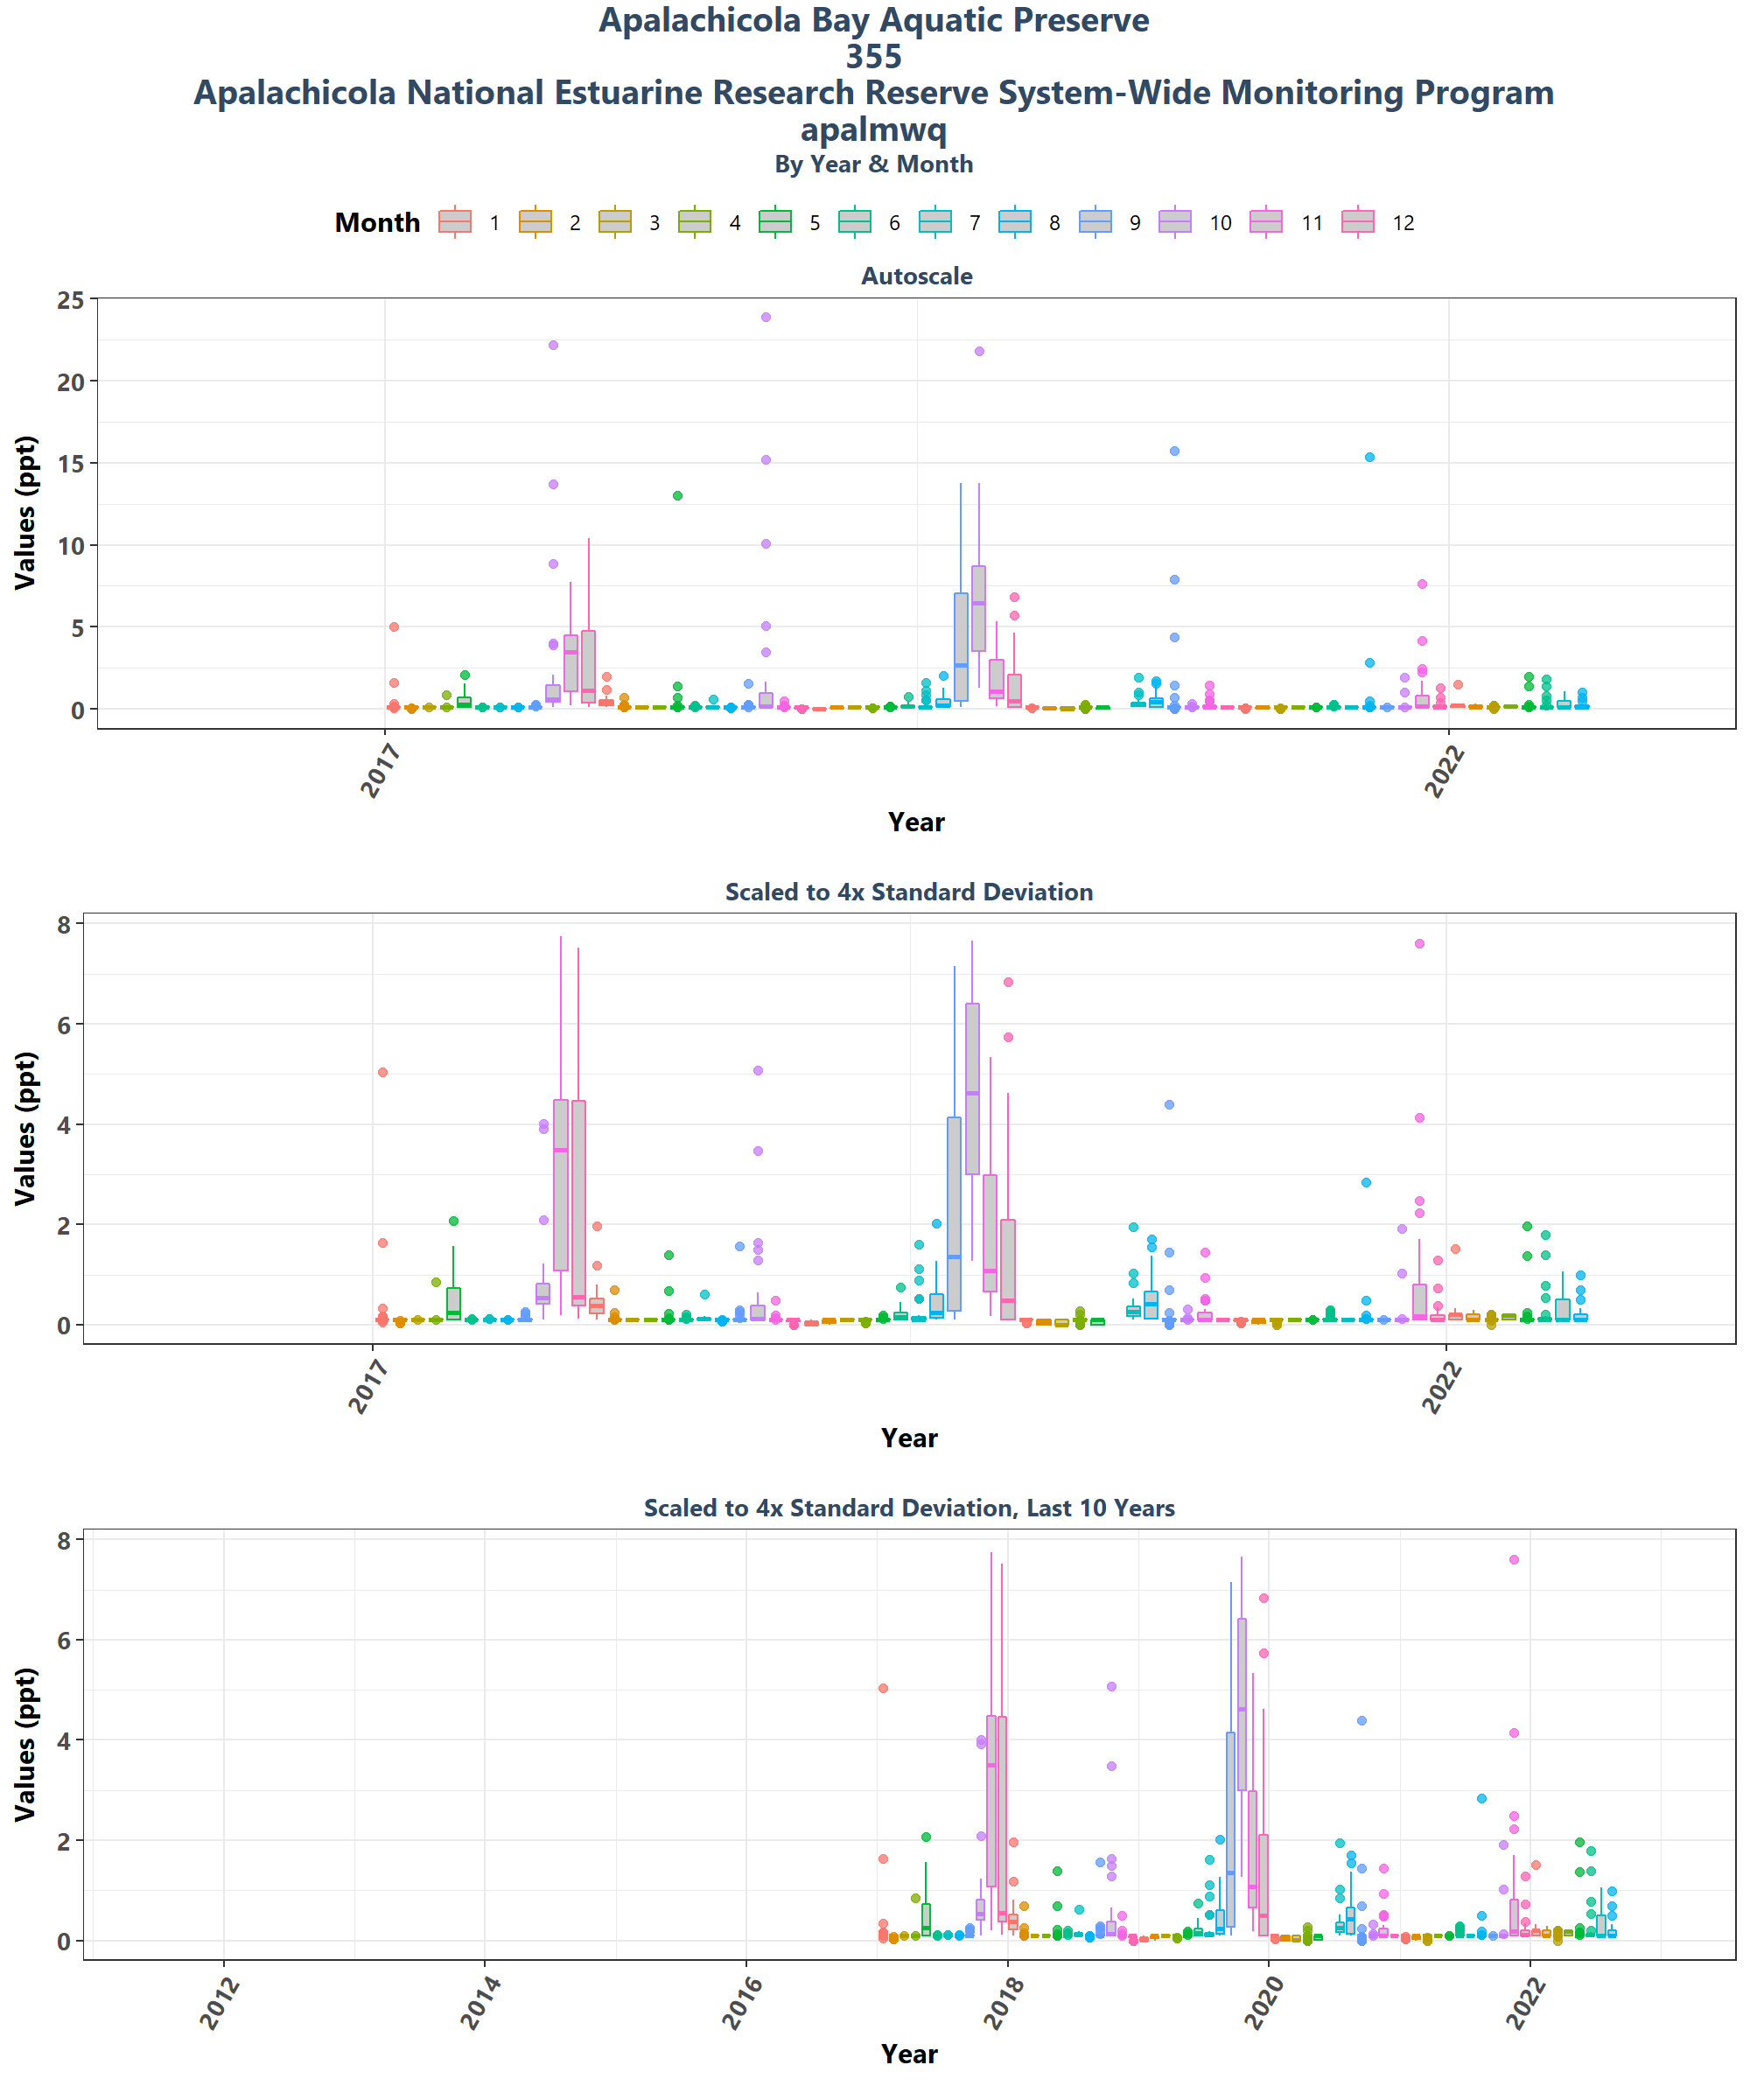 Apalachicola Bay Aquatic Preserve
355
Apalachicola National Estuarine Research Reserve System-Wide Monitoring Program
apalmwq
By Year & Month
Month 1 2 3 4 5 6 7 8 9 10 11 12
Autoscale
Values (ppt)
25
20
15
10
5
0
2017 2022
Year
Scaled to 4x Standard Deviation
Values (ppt)
8
6
4
2
0
2017 2022
Year
Scaled to 4x Standard Deviation, Last 10 Years
Values (ppt)
8
6
4
2
0
2012 2014 2016 2018 2020 2022
Year